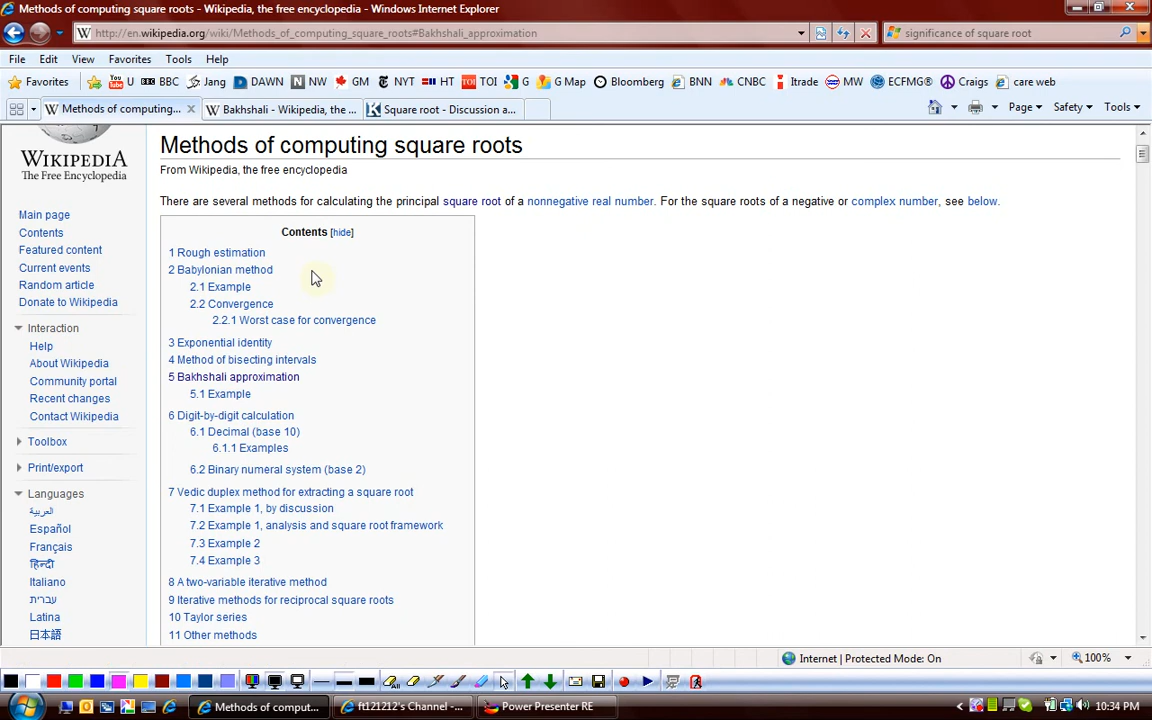 Methods of computing square roots - Wikipedia, the free encyclopedia - Windows Internet Explorer
http://en.wikipedia.org/wiki/Methods_of_computing_square_roots#Bakhshali_approximation
significance of square root
File Edit View Favorites Tools Help
Favorites YouTube BBC Jang DAWN NW GM NYT HT TOI G G Map Bloomberg BNN CNBC Itrade MW ECFMG® Craigs care web
Methods of computing... Bakhshali - Wikipedia, the ... Square root - Discussion a...
Page Safety Tools
Methods of computing square roots
From Wikipedia, the free encyclopedia
There are several methods for calculating the principal square root of a nonnegative real number. For the square roots of a negative or complex number, see below.
WIKIPEDIA
The Free Encyclopedia
Main page
Contents
Featured content
Current events
Random article
Donate to Wikipedia
Interaction
Help
About Wikipedia
Community portal
Recent changes
Contact Wikipedia
Toolbox
Print/export
Languages
العربية
Español
Français
हिन्दी
Italiano
עברית
Latina
日本語
Contents [hide]
1 Rough estimation
2 Babylonian method
2.1 Example
2.2 Convergence
2.2.1 Worst case for convergence
3 Exponential identity
4 Method of bisecting intervals
5 Bakhshali approximation
5.1 Example
6 Digit-by-digit calculation
6.1 Decimal (base 10)
6.1.1 Examples
6.2 Binary numeral system (base 2)
7 Vedic duplex method for extracting a square root
7.1 Example 1, by discussion
7.2 Example 1, analysis and square root framework
7.3 Example 2
7.4 Example 3
8 A two-variable iterative method
9 Iterative methods for reciprocal square roots
10 Taylor series
11 Other methods
Internet | Protected Mode: On
100%
Methods of comput... ft121212's Channel -... Power Presenter RE
10:34 PM